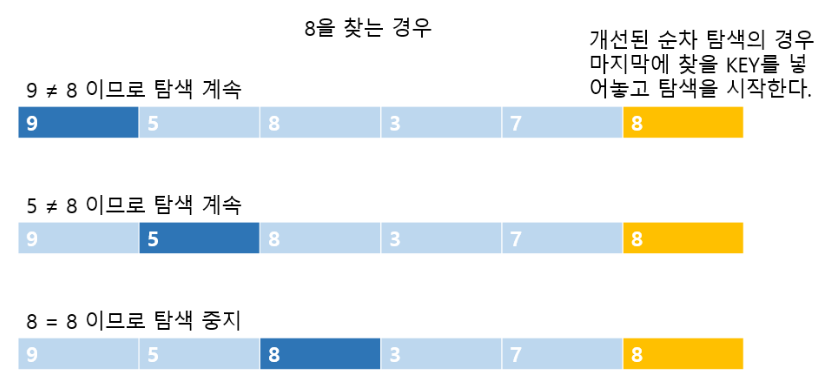 8을 찾는 경우
개선된 순차 탐색의 경우
마지막에 찾을 KEY를 넣
어놓고 탐색을 시작한다.
9 ≠ 8 이므로 탐색 계속
9 5 8 3 7 8
5 ≠ 8 이므로 탐색 계속
9 5 8 3 7 8
8 = 8 이므로 탐색 중지
9 5 8 3 7 8